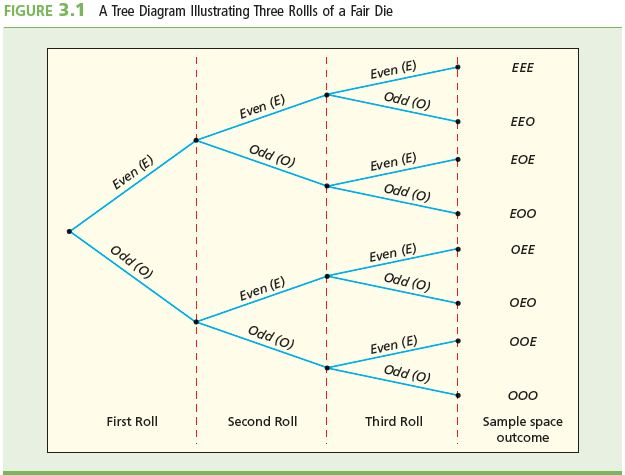 FIGURE 3.1 A Tree Diagram Illustrating Three Rollls of a Fair Die
Even (E)
EEE
Odd (O)
EEO
Even (E)
Odd (O)
Even (E)
EOE
Odd (O)
EOO
Even (E)
Odd (O)
Even (E)
OEE
Odd (O)
OEO
Even (E)
Odd (O)
Even (E)
OOE
Odd (O)
OOO
First Roll
Second Roll
Third Roll
Sample space
outcome